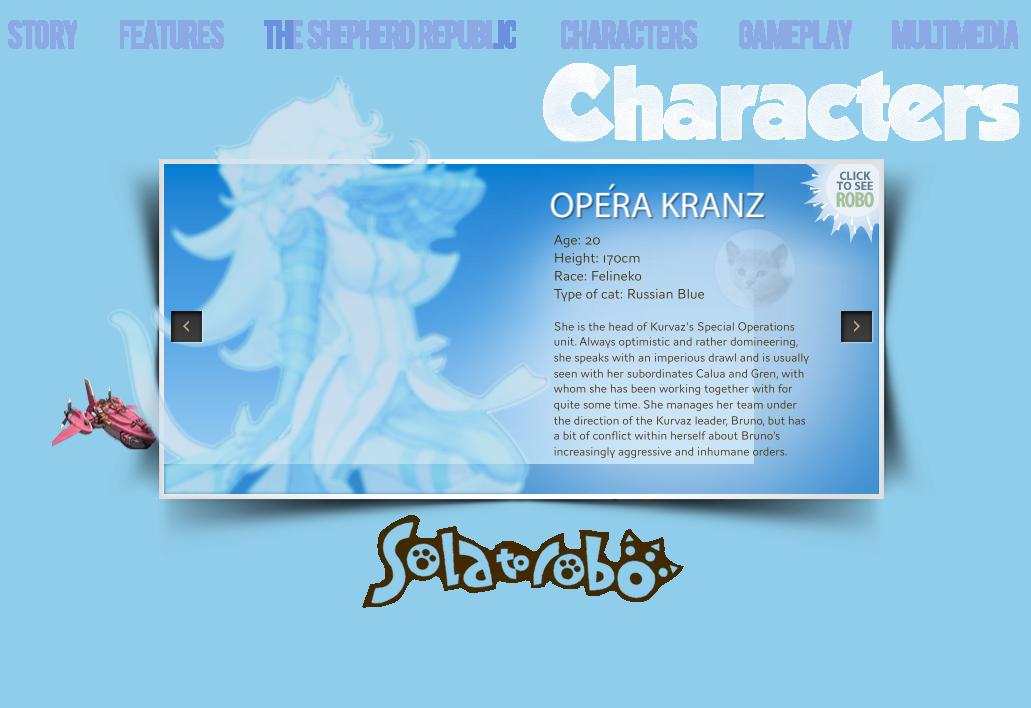 STORY FEATURES THE SHEPHERD REPUBLIC CHARACTERS GAMEPLAY MULTIMEDIA
Characters
CLICK
TO SEE
ROBO
OPÉRA KRANZ
Age: 20
Height: 170cm
Race: Felineko
Type of cat: Russian Blue
She is the head of Kurvaz's Special Operations
unit. Always optimistic and rather domineering,
she speaks with an imperious drawl and is usually
seen with her subordinates Calua and Gren, with
whom she has been working together with for
quite some time. She manages her team under
the direction of the Kurvaz leader, Bruno, but has
a bit of conflict within herself about Bruno's
increasingly aggressive and inhumane orders.
Solatorobo